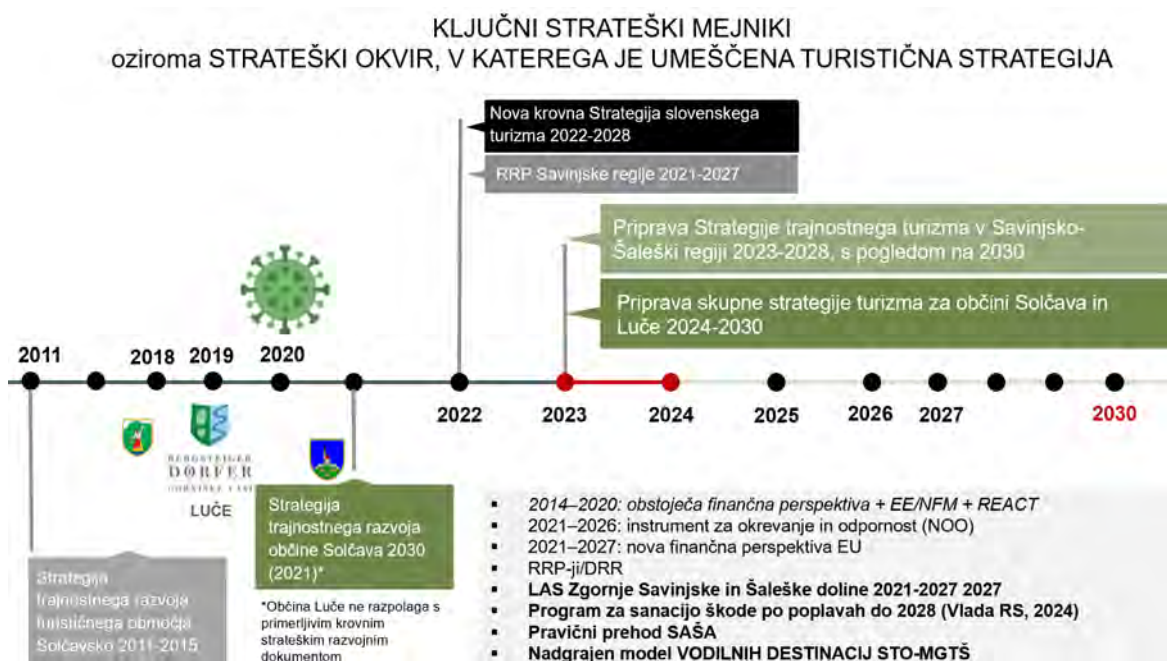 KLJUČNI STRATEŠKI MEJNIKI
oziroma STRATEŠKI OKVIR, V KATEREGA JE UMEŠČENA TURISTIČNA STRATEGIJA
Nova krovna Strategija slovenskega
turizma 2022-2028
RRP Savinjske regije 2021-2027
Priprava Strategije trajnostnega turizma v Savinjsko-
Šaleški regiji 2023-2028, s pogledom na 2030
Priprava skupne strategije turizma za občini Solčava in
Luče 2024-2030
2011
2018
2019
2020
2022
2023
2024
2025
2026
2027
2030
BERGSTEIGER
DÖRFER
LUČE
Strategija
trajnostnega razvoja
občine Solčava 2030
(2021)*
Strategija
trajnostnega razvoja
turističnega območja
Solčavsko 2011-2015
*Občina Luče ne razpolaga s
primerljivim krovnim
strateškim razvojnim
dokumentom
▪ 2014–2020: obstoječa finančna perspektiva + EE/NFM + REACT
▪ 2021–2026: instrument za okrevanje in odpornost (NOO)
▪ 2021–2027: nova finančna perspektiva EU
▪ RRP-ji/DRR
▪ LAS Zgornje Savinjske in Šaleške doline 2021-2027 2027
▪ Program za sanacijo škode po poplavah do 2028 (Vlada RS, 2024)
▪ Pravični prehod SAŠA
▪ Nadgrajen model VODILNIH DESTINACIJ STO-MGTŠ